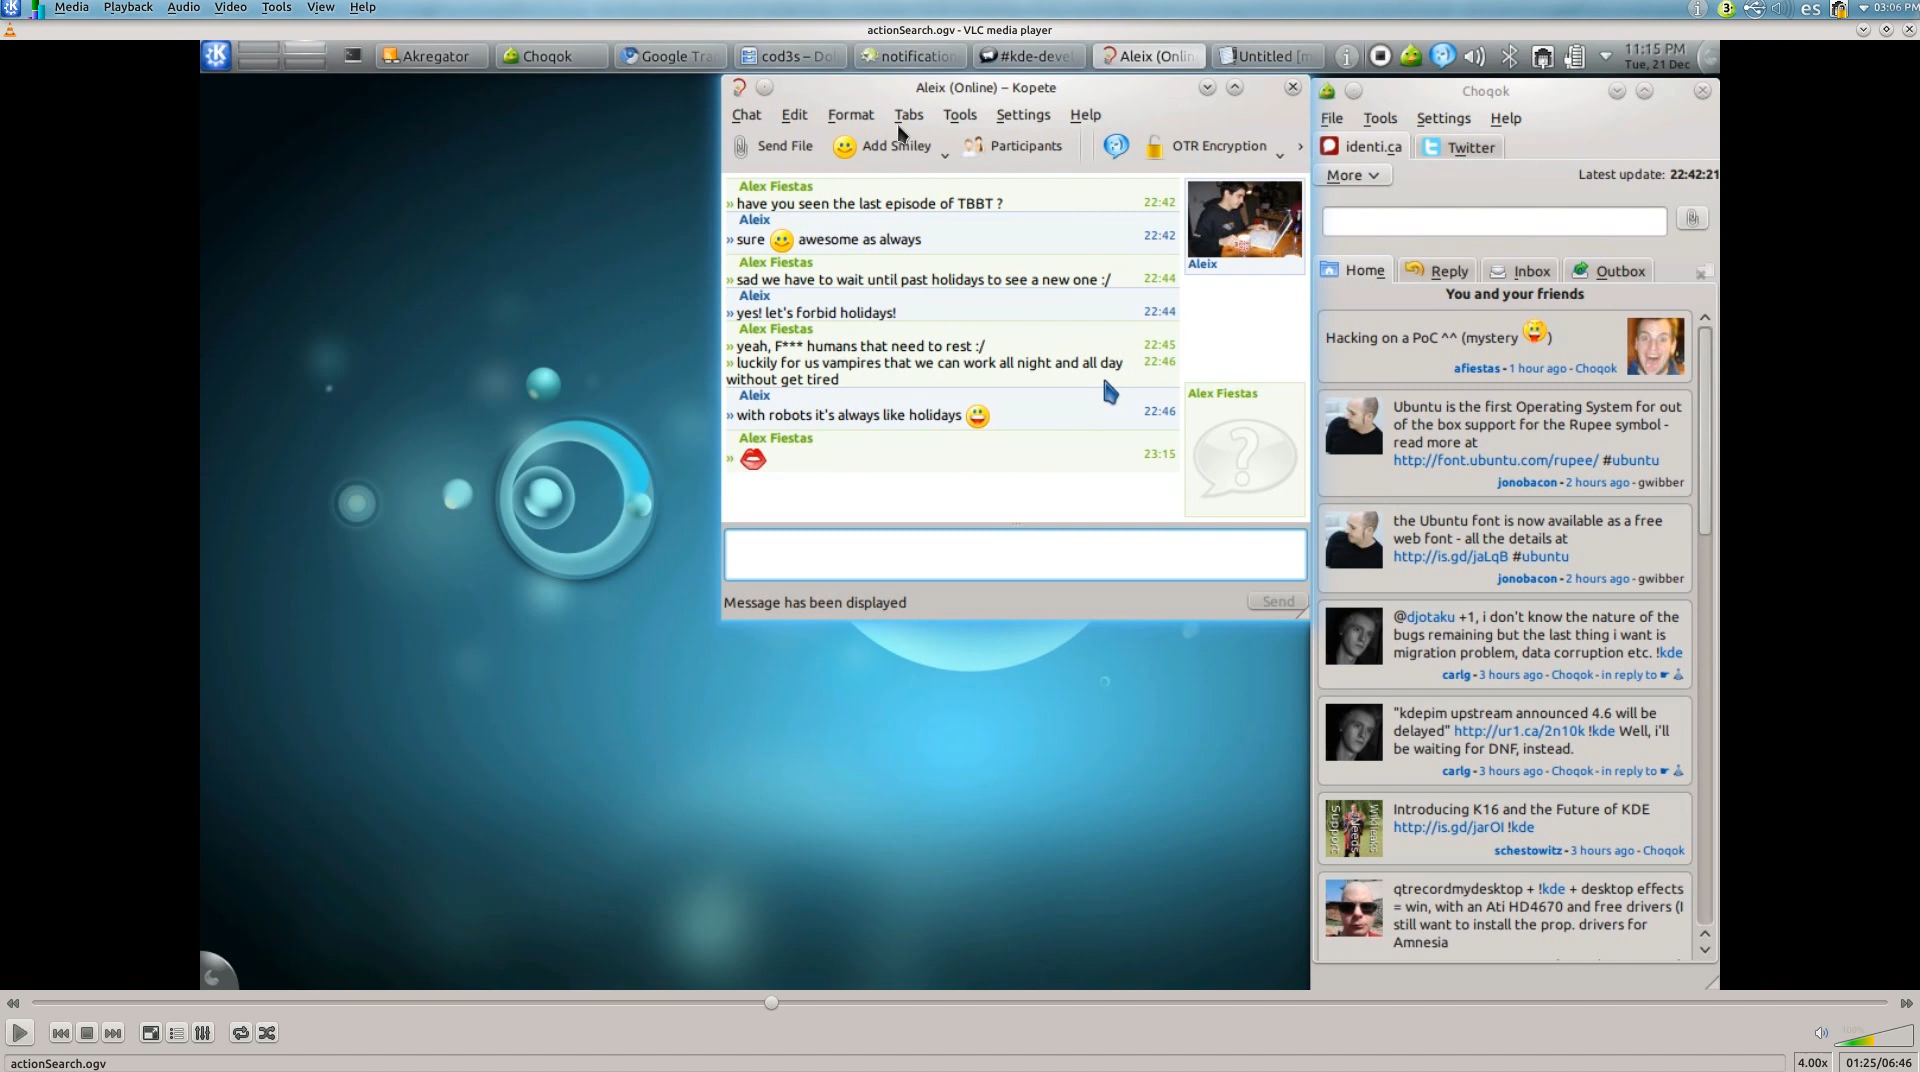 Media Playback Audio Video Tools View Help
3 es 03:06 PM
actionSearch.ogv - VLC media player
Akregator Choqok Google Tra cod3s – Dol notification #kde-devel Aleix (Onlin Untitled [m
11:15 PM
Tue, 21 Dec
Aleix (Online) – Kopete
Chat Edit Format Tabs Tools Settings Help
Send File Add Smiley Participants OTR Encryption
Alex Fiestas
» have you seen the last episode of TBBT ? 22:42
Aleix
» sure awesome as always 22:42
Alex Fiestas
» sad we have to wait until past holidays to see a new one :/ 22:44
Aleix
» yes! let's forbid holidays! 22:44
Alex Fiestas
» yeah, F*** humans that need to rest :/ 22:45
» luckily for us vampires that we can work all night and all day 22:46
without get tired
Aleix
» with robots it's always like holidays 22:46
Alex Fiestas
» 23:15
Aleix
Alex Fiestas
Message has been displayed
Send
Choqok
File Tools Settings Help
identi.ca Twitter
More Latest update: 22:42:21
Home Reply Inbox Outbox
You and your friends
Hacking on a PoC ^^ (mystery )
afiestas - 1 hour ago - Choqok
Ubuntu is the first Operating System for out
of the box support for the Rupee symbol -
read more at
http://font.ubuntu.com/rupee/ #ubuntu
jonobacon - 2 hours ago - gwibber
the Ubuntu font is now available as a free
web font - all the details at
http://is.gd/jaLqB #ubuntu
jonobacon - 2 hours ago - gwibber
@djotaku +1, i don't know the nature of the
bugs remaining but the last thing i want is
migration problem, data corruption etc. !kde
carlg - 3 hours ago - Choqok - in reply to
"kdepim upstream announced 4.6 will be
delayed" http://ur1.ca/2n10k !kde Well, i'll
be waiting for DNF, instead.
carlg - 3 hours ago - Choqok - in reply to
Wikileaks
Needs
Support
Introducing K16 and the Future of KDE
http://is.gd/jarOI !kde
schestowitz - 3 hours ago - Choqok
qtrecordmydesktop + !kde + desktop effects
= win, with an Ati HD4670 and free drivers (I
still want to install the prop. drivers for
Amnesia
100%
actionSearch.ogv 4.00x 01:25/06:46